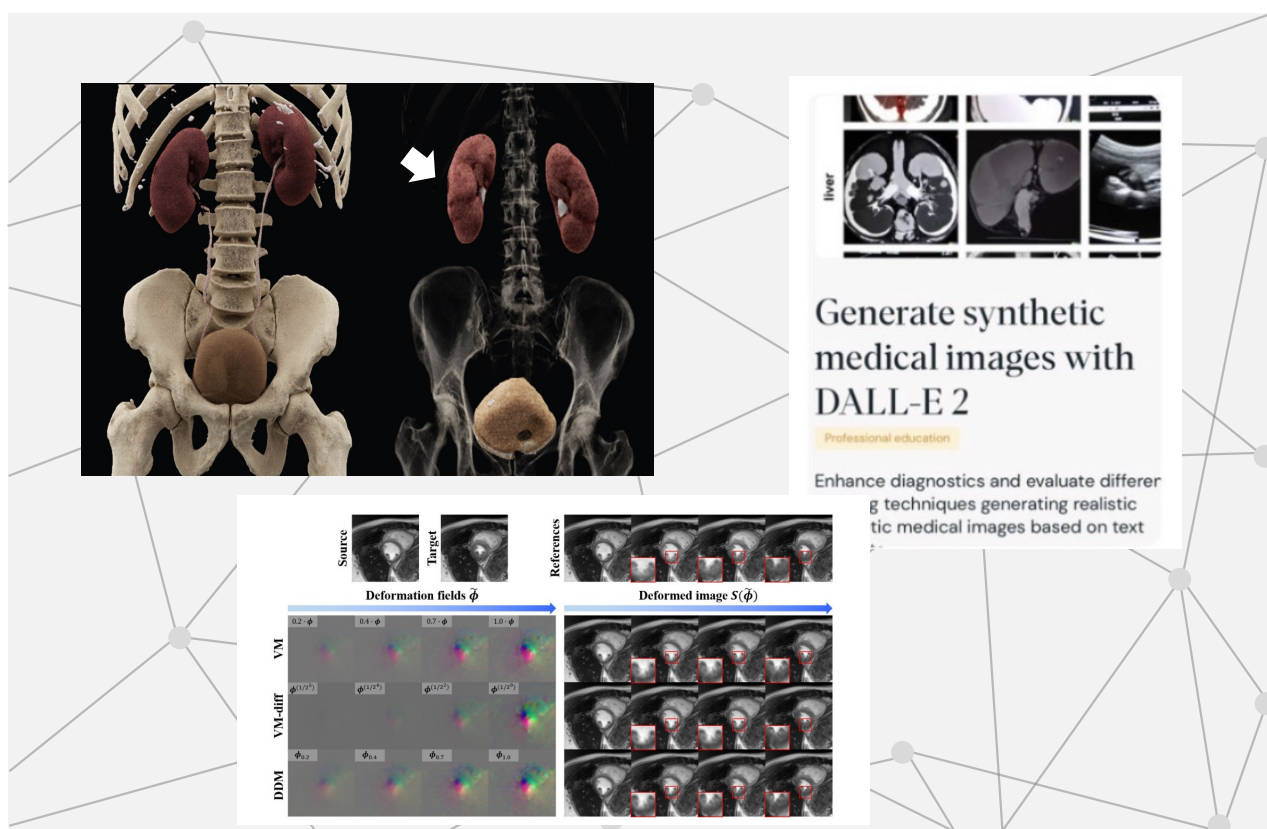 liver
Generate synthetic
medical images with
DALL-E 2
Professional education
Enhance diagnostics and evaluate differen
g techniques generating realistic
tic medical images based on text
Source
Target
References
Deformation fields ϕ̃
Deformed image S(ϕ̃)
VM
0.2 · ϕ
0.4 · ϕ
0.7 · ϕ
1.0 · ϕ
VM-diff
DDM
ϕ0.2
ϕ0.4
ϕ0.7
ϕ1.0